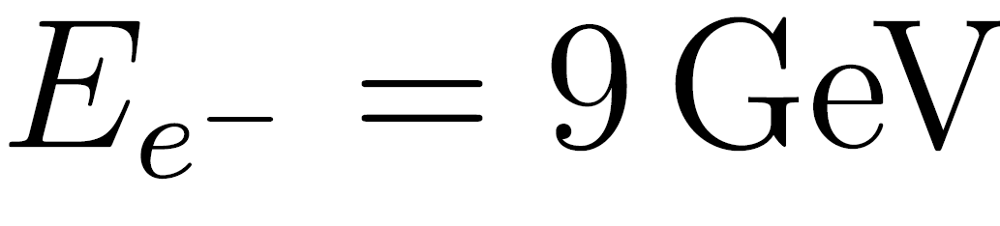 E_{e^-} = 9 GeV